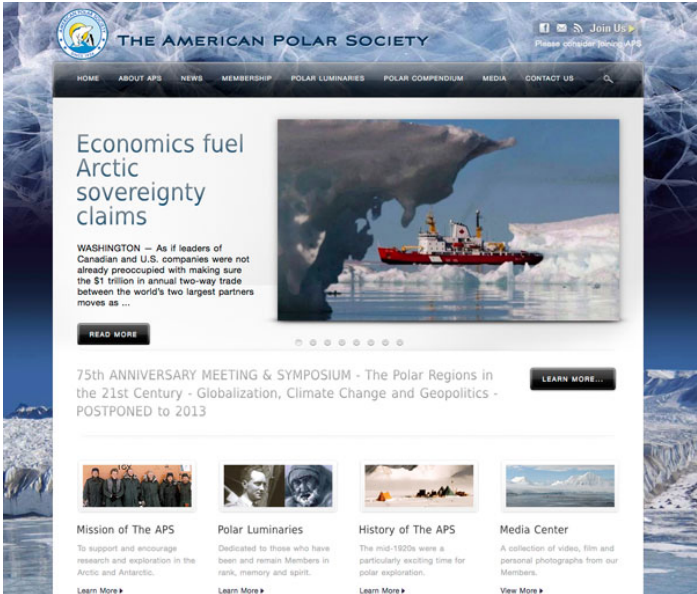 THE AMERICAN POLAR SOCIETY
Join Us
Please consider joining APS
HOME ABOUT APS NEWS MEMBERSHIP POLAR LUMINARIES POLAR COMPENDIUM MEDIA CONTACT US
Economics fuel
Arctic
sovereignty
claims
WASHINGTON — As if leaders of
Canadian and U.S. companies were not
already preoccupied with making sure
the $1 trillion in annual two-way trade
between the world's two largest partners
moves as ...
READ MORE
75th ANNIVERSARY MEETING & SYMPOSIUM - The Polar Regions in
the 21st Century - Globalization, Climate Change and Geopolitics -
POSTPONED to 2013
LEARN MORE...
Mission of The APS
To support and encourage
research and exploration in the
Arctic and Antarctic.
Learn More
Polar Luminaries
Dedicated to those who have
been and remain Members in
rank, memory and spirit.
Learn More
History of The APS
The mid-1920s were a
particularly exciting time for
polar exploration.
Learn More
Media Center
A collection of video, film and
personal photographs from our
Members.
View More